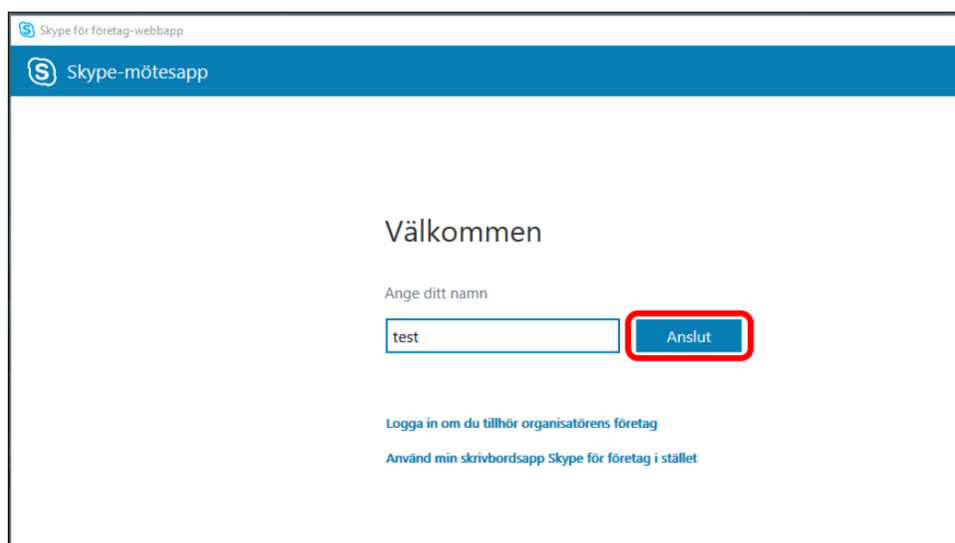 Skype för företag-webbapp
Skype-mötesapp
Välkommen
Ange ditt namn
test
Anslut
Logga in om du tillhör organisatörens företag
Använd min skrivbordsapp Skype för företag i stället